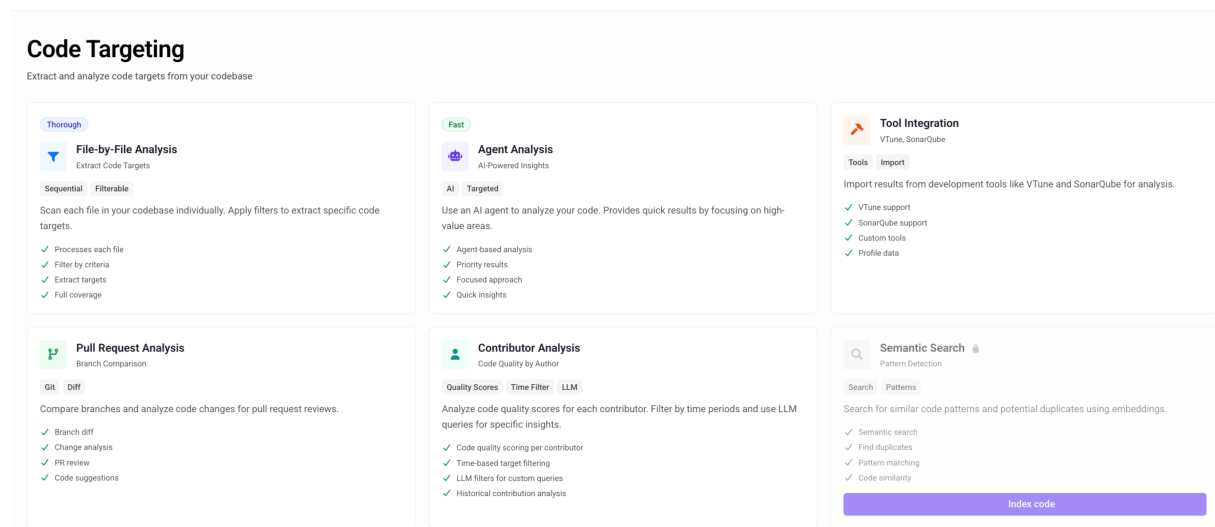 Code Targeting
Extract and analyze code targets from your codebase
Thorough
File-by-File Analysis
Extract Code Targets
Sequential Filterable
Scan each file in your codebase individually. Apply filters to extract specific code
targets.
Processes each file
Filter by criteria
Extract targets
Full coverage
Fast
Agent Analysis
AI-Powered Insights
AI Targeted
Use an AI agent to analyze your code. Provides quick results by focusing on high-
value areas.
Agent-based analysis
Priority results
Focused approach
Quick insights
Tool Integration
VTune, SonarQube
Tools Import
Import results from development tools like VTune and SonarQube for analysis.
VTune support
SonarQube support
Custom tools
Profile data
Pull Request Analysis
Branch Comparison
Git Diff
Compare branches and analyze code changes for pull request reviews.
Branch diff
Change analysis
PR review
Code suggestions
Contributor Analysis
Code Quality by Author
Quality Scores Time Filter LLM
Analyze code quality scores for each contributor. Filter by time periods and use LLM
queries for specific insights.
Code quality scoring per contributor
Time-based target filtering
LLM filters for custom queries
Historical contribution analysis
Semantic Search
Pattern Detection
Search Patterns
Search for similar code patterns and potential duplicates using embeddings.
Semantic search
Find duplicates
Pattern matching
Code similarity
Index code